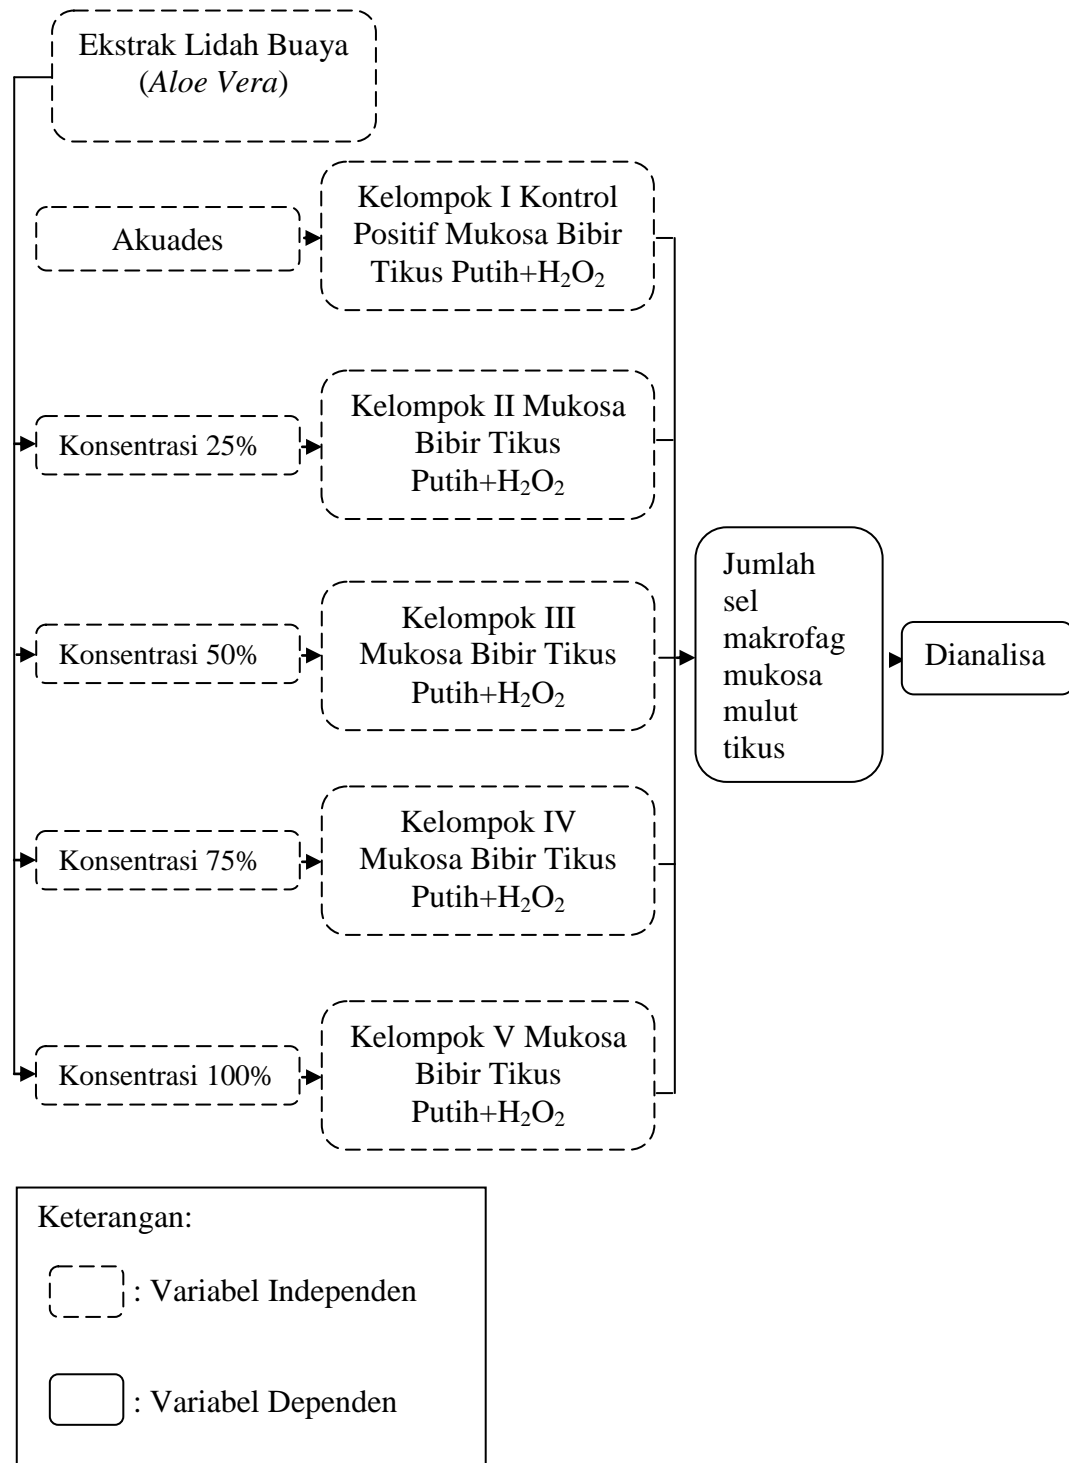 Ekstrak Lidah Buaya
(Aloe Vera)
Akuades
Kelompok I Kontrol
Positif Mukosa Bibir
Tikus Putih+H₂O₂
Konsentrasi 25%
Kelompok II Mukosa
Bibir Tikus
Putih+H₂O₂
Konsentrasi 50%
Kelompok III
Mukosa Bibir Tikus
Putih+H₂O₂
Konsentrasi 75%
Kelompok IV
Mukosa Bibir Tikus
Putih+H₂O₂
Konsentrasi 100%
Kelompok V Mukosa
Bibir Tikus
Putih+H₂O₂
Jumlah
sel
makrofag
mukosa
mulut
tikus
Dianalisa
Keterangan:
: Variabel Independen
: Variabel Dependen